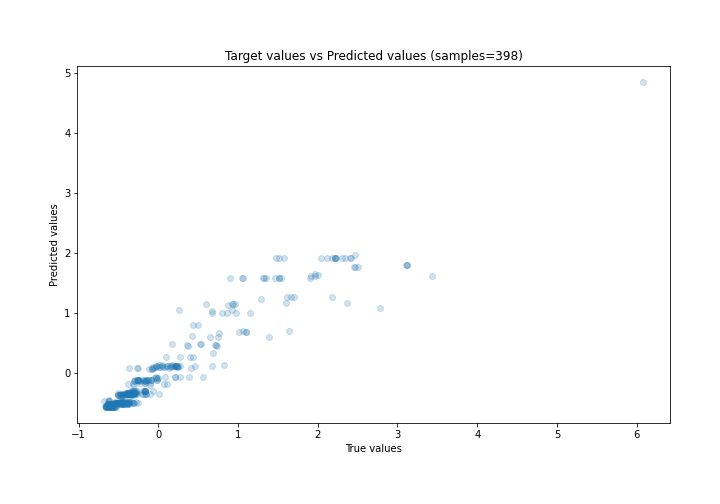 Target values vs Predicted values (samples=398)
5
4
3
2
1
0
Predicted values
−1 0 1 2 3 4 5 6
True values